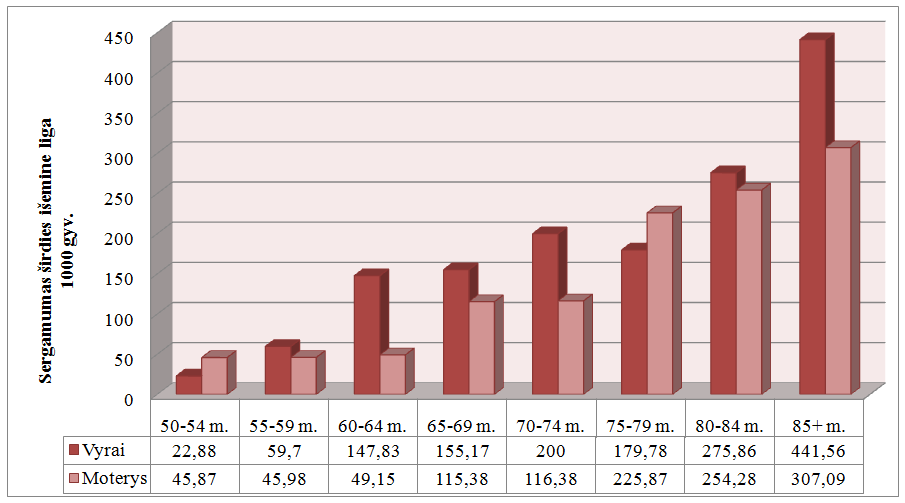 Sergamumas širdies išemine liga
1000 gyv.
450
400
350
300
250
200
150
100
50
0
50-54 m. 55-59 m. 60-64 m. 65-69 m. 70-74 m. 75-79 m. 80-84 m. 85+ m.
Vyrai 22,88 59,7 147,83 155,17 200 179,78 275,86 441,56
Moterys 45,87 45,98 49,15 115,38 116,38 225,87 254,28 307,09